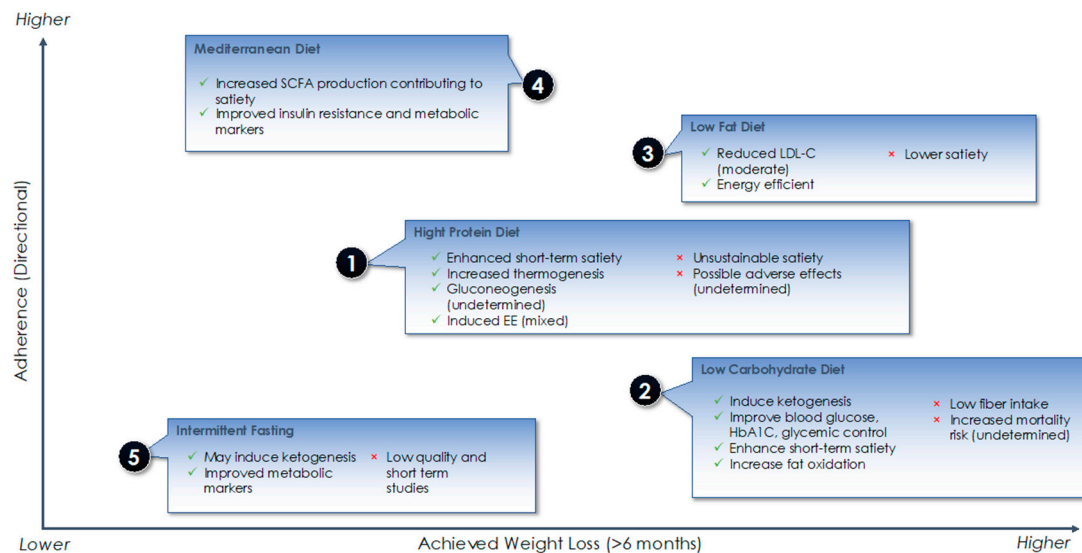 Higher
Mediterranean Diet
✓ Increased SCFA production contributing to
satiety
✓ Improved insulin resistance and metabolic
markers
4
Low Fat Diet
3
✓ Reduced LDL-C
(moderate)
✓ Energy efficient
× Lower satiety
Hight Protein Diet
1
✓ Enhanced short-term satiety
✓ Increased thermogenesis
✓ Gluconeogenesis
(undetermined)
✓ Induced EE (mixed)
× Unsustainable satiety
× Possible adverse effects
(undetermined)
Low Carbohydrate Diet
2
✓ Induce ketogenesis
✓ Improve blood glucose,
HbA1C, glycemic control
✓ Enhance short-term satiety
✓ Increase fat oxidation
× Low fiber intake
× Increased mortality
risk (undetermined)
Intermittent Fasting
5
✓ May induce ketogenesis
✓ Improved metabolic
markers
× Low quality and
short term
studies
Adherence (Directional)
Lower
Achieved Weight Loss (>6 months)
Higher